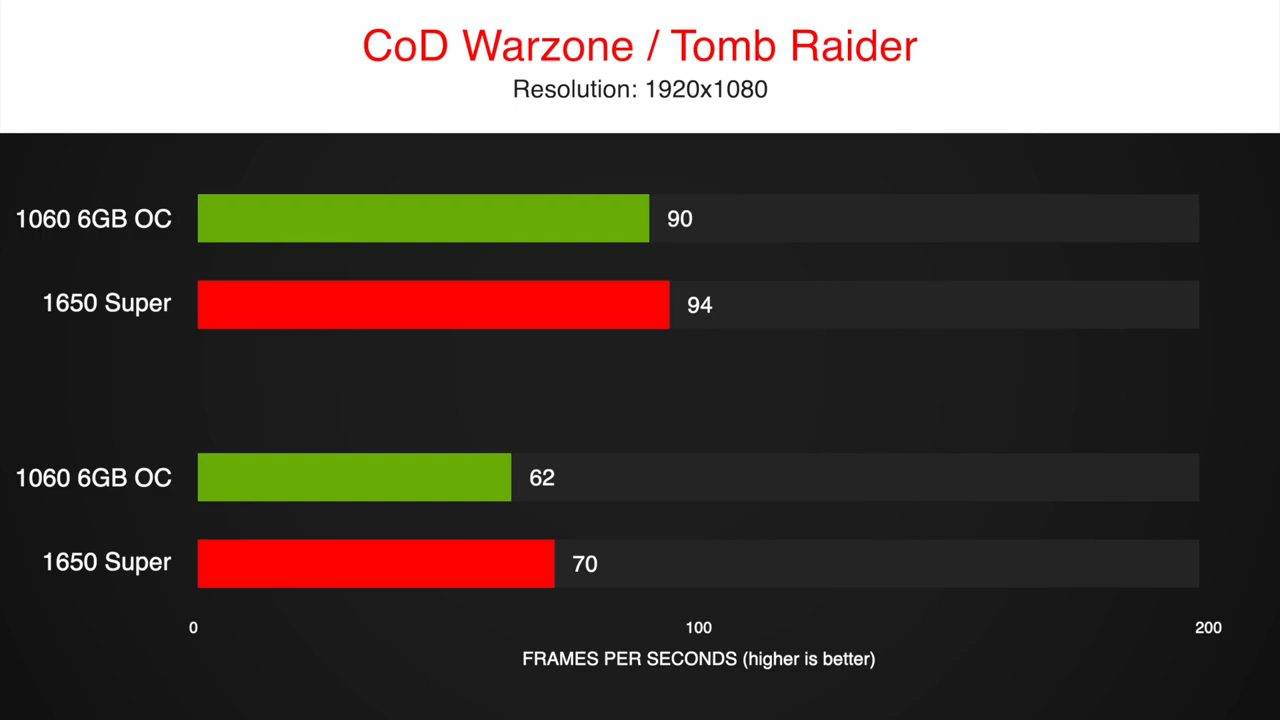 CoD Warzone / Tomb Raider
Resolution: 1920x1080
1060 6GB OC 90
1650 Super 94
1060 6GB OC 62
1650 Super 70
0 100 200
FRAMES PER SECONDS (higher is better)